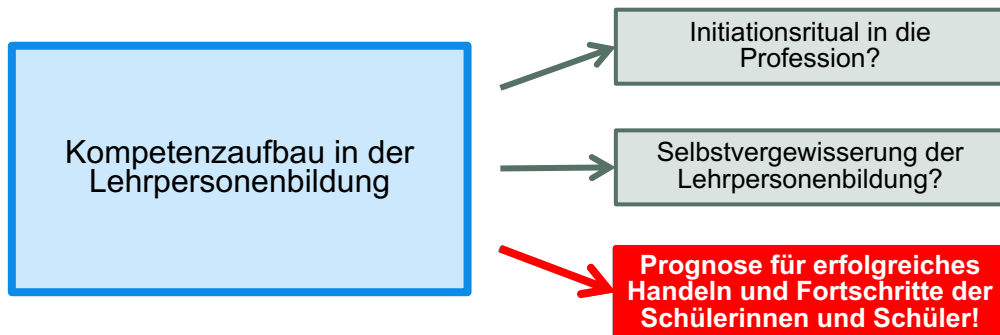 Kompetenzaufbau in der
Lehrpersonenbildung
Initiationsritual in die
Profession?
Selbstvergewisserung der
Lehrpersonenbildung?
Prognose für erfolgreiches
Handeln und Fortschritte der
Schülerinnen und Schüler!